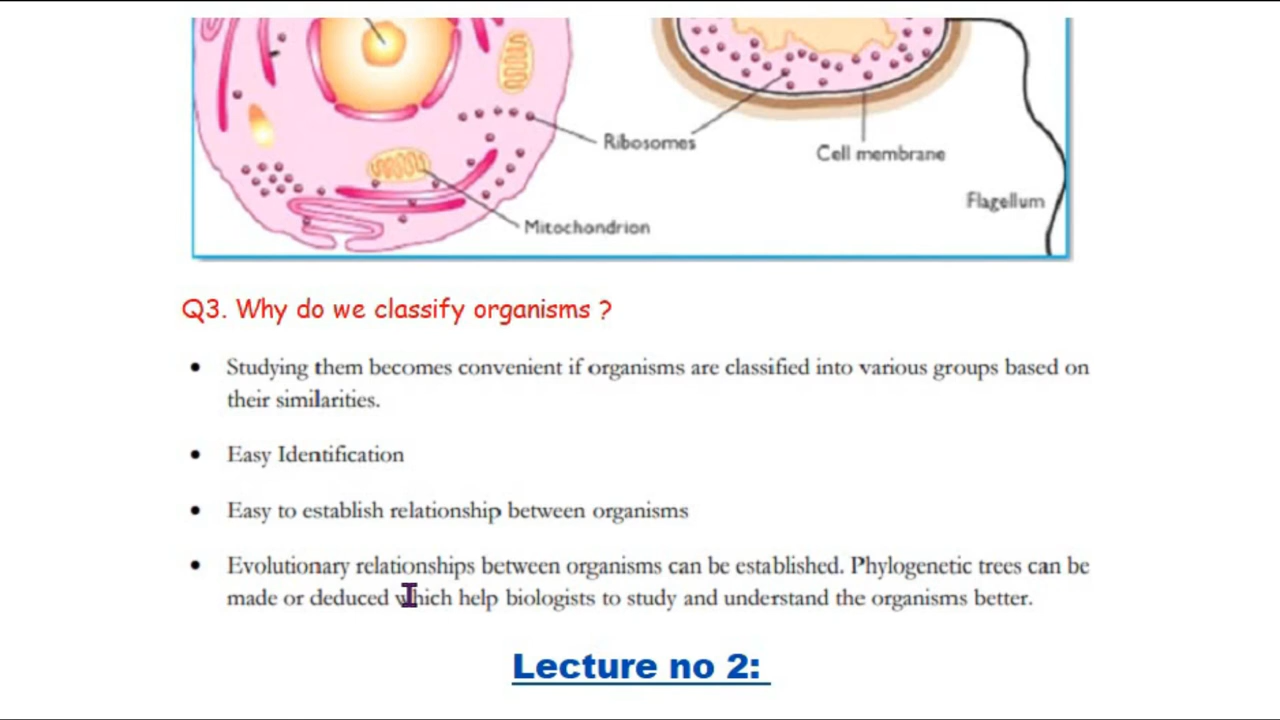 Ribosomes
Cell membrane
Flagellum
Mitochondrion
Q3. Why do we classify organisms ?
• Studying them becomes convenient if organisms are classified into various groups based on
their similarities.
• Easy Identification
• Easy to establish relationship between organisms
• Evolutionary relationships between organisms can be established. Phylogenetic trees can be
made or deduced which help biologists to study and understand the organisms better.
Lecture no 2: